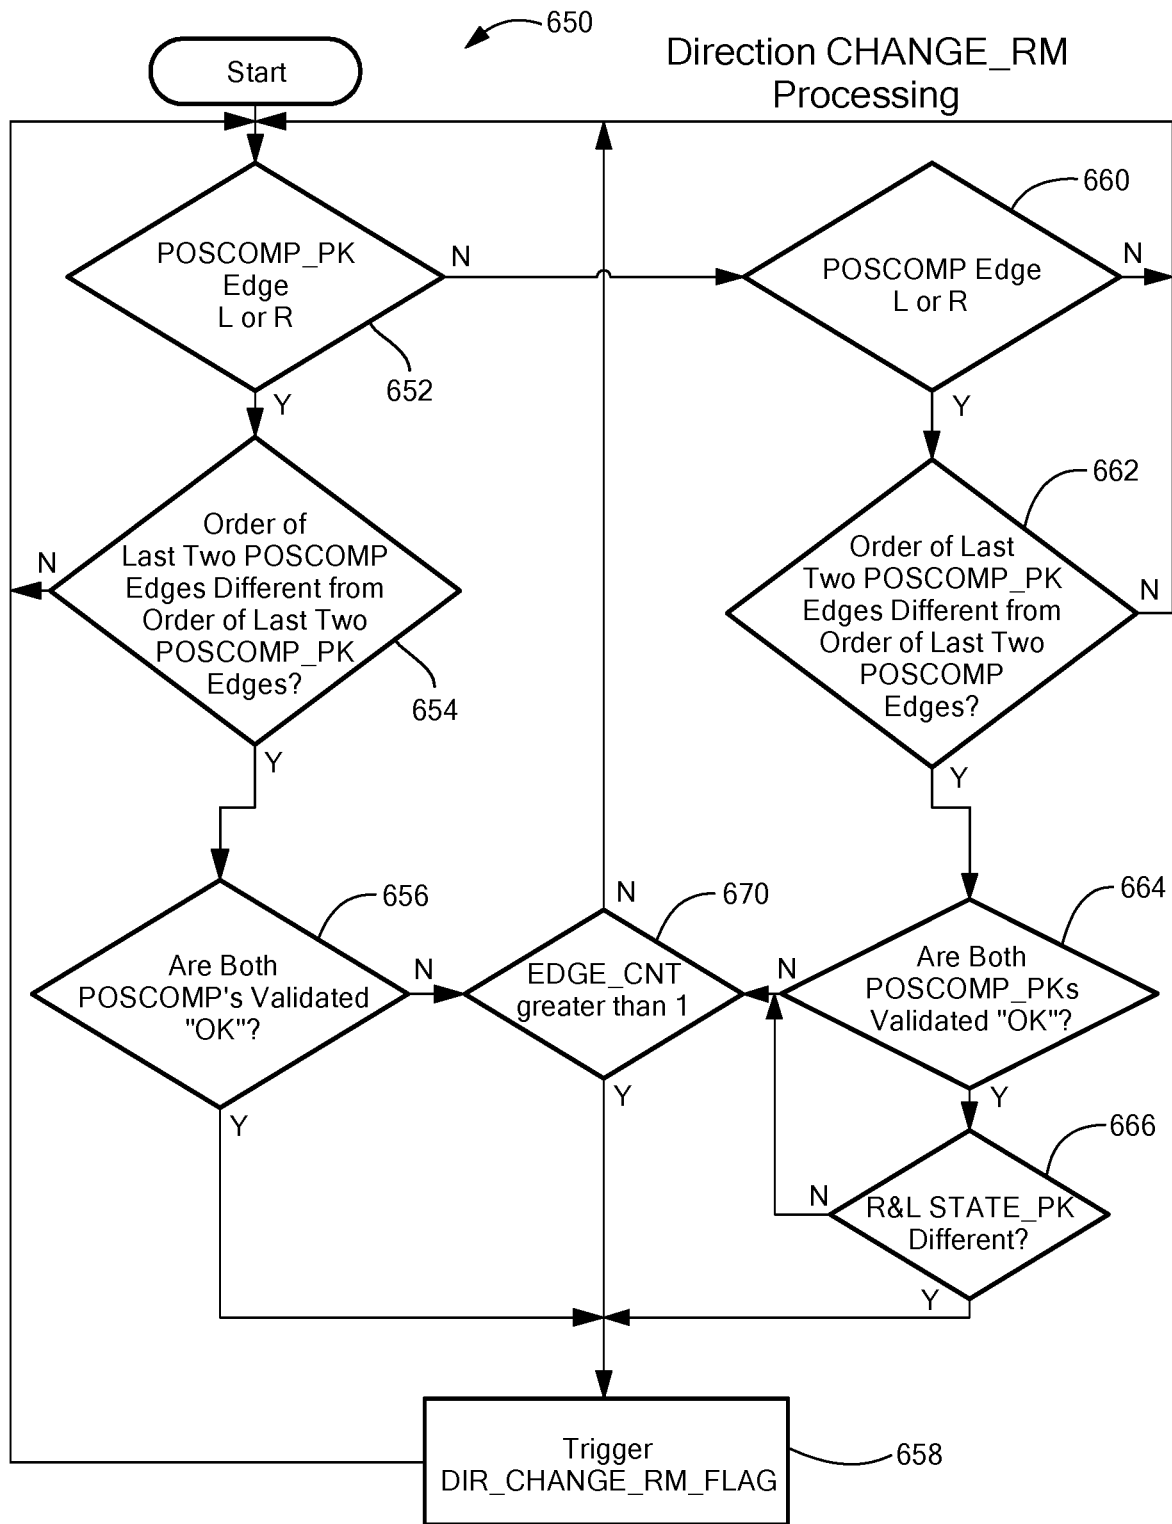 650
Direction CHANGE_RM
Processing
Start
POSCOMP_PK
Edge
L or R
N
Y
652
660
POSCOMP Edge
L or R
N
Y
Order of
Last Two POSCOMP
Edges Different from
Order of Last Two
POSCOMP_PK
Edges?
N
Y
654
662
Order of Last
Two POSCOMP_PK
Edges Different from
Order of Last Two
POSCOMP
Edges?
N
Y
656
Are Both
POSCOMP's Validated
"OK"?
N
Y
670
N
EDGE_CNT
greater than 1
Y
664
Are Both
POSCOMP_PKs
Validated "OK"?
N
Y
666
R&L STATE_PK
Different?
N
Y
Trigger
DIR_CHANGE_RM_FLAG
658